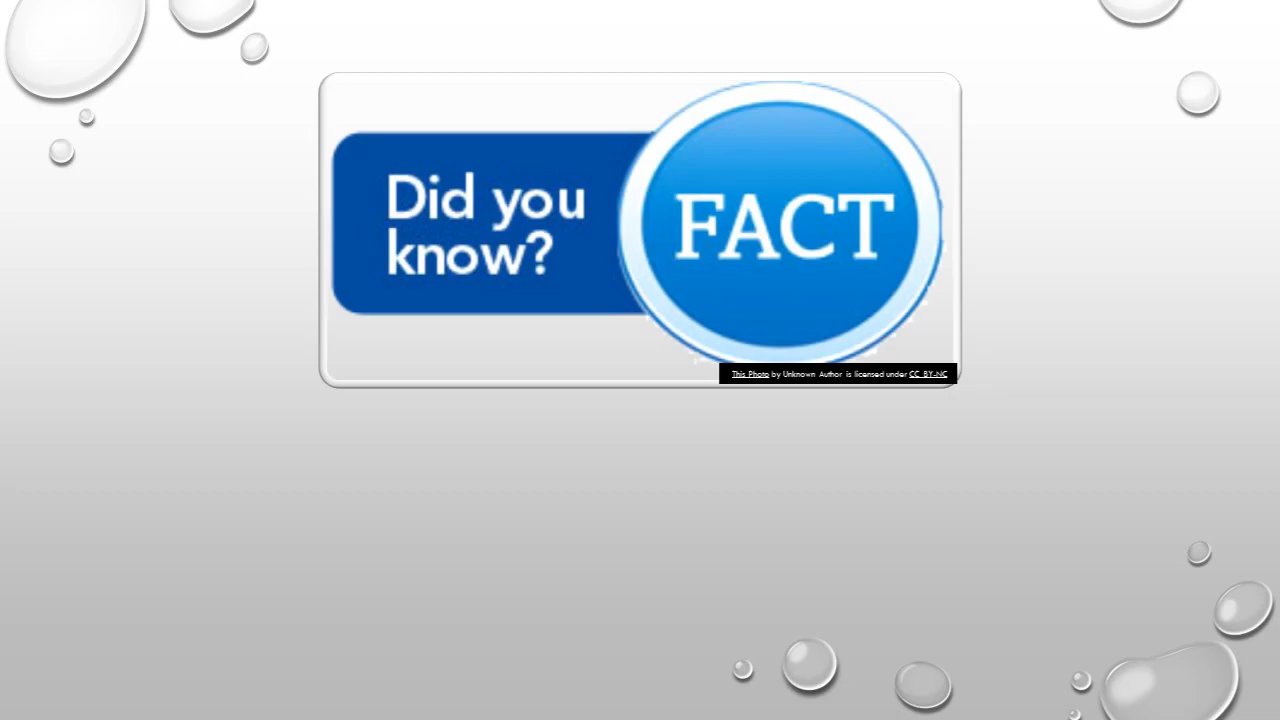 Did you
know?
FACT
This Photo by Unknown Author is licensed under CC BY-NC